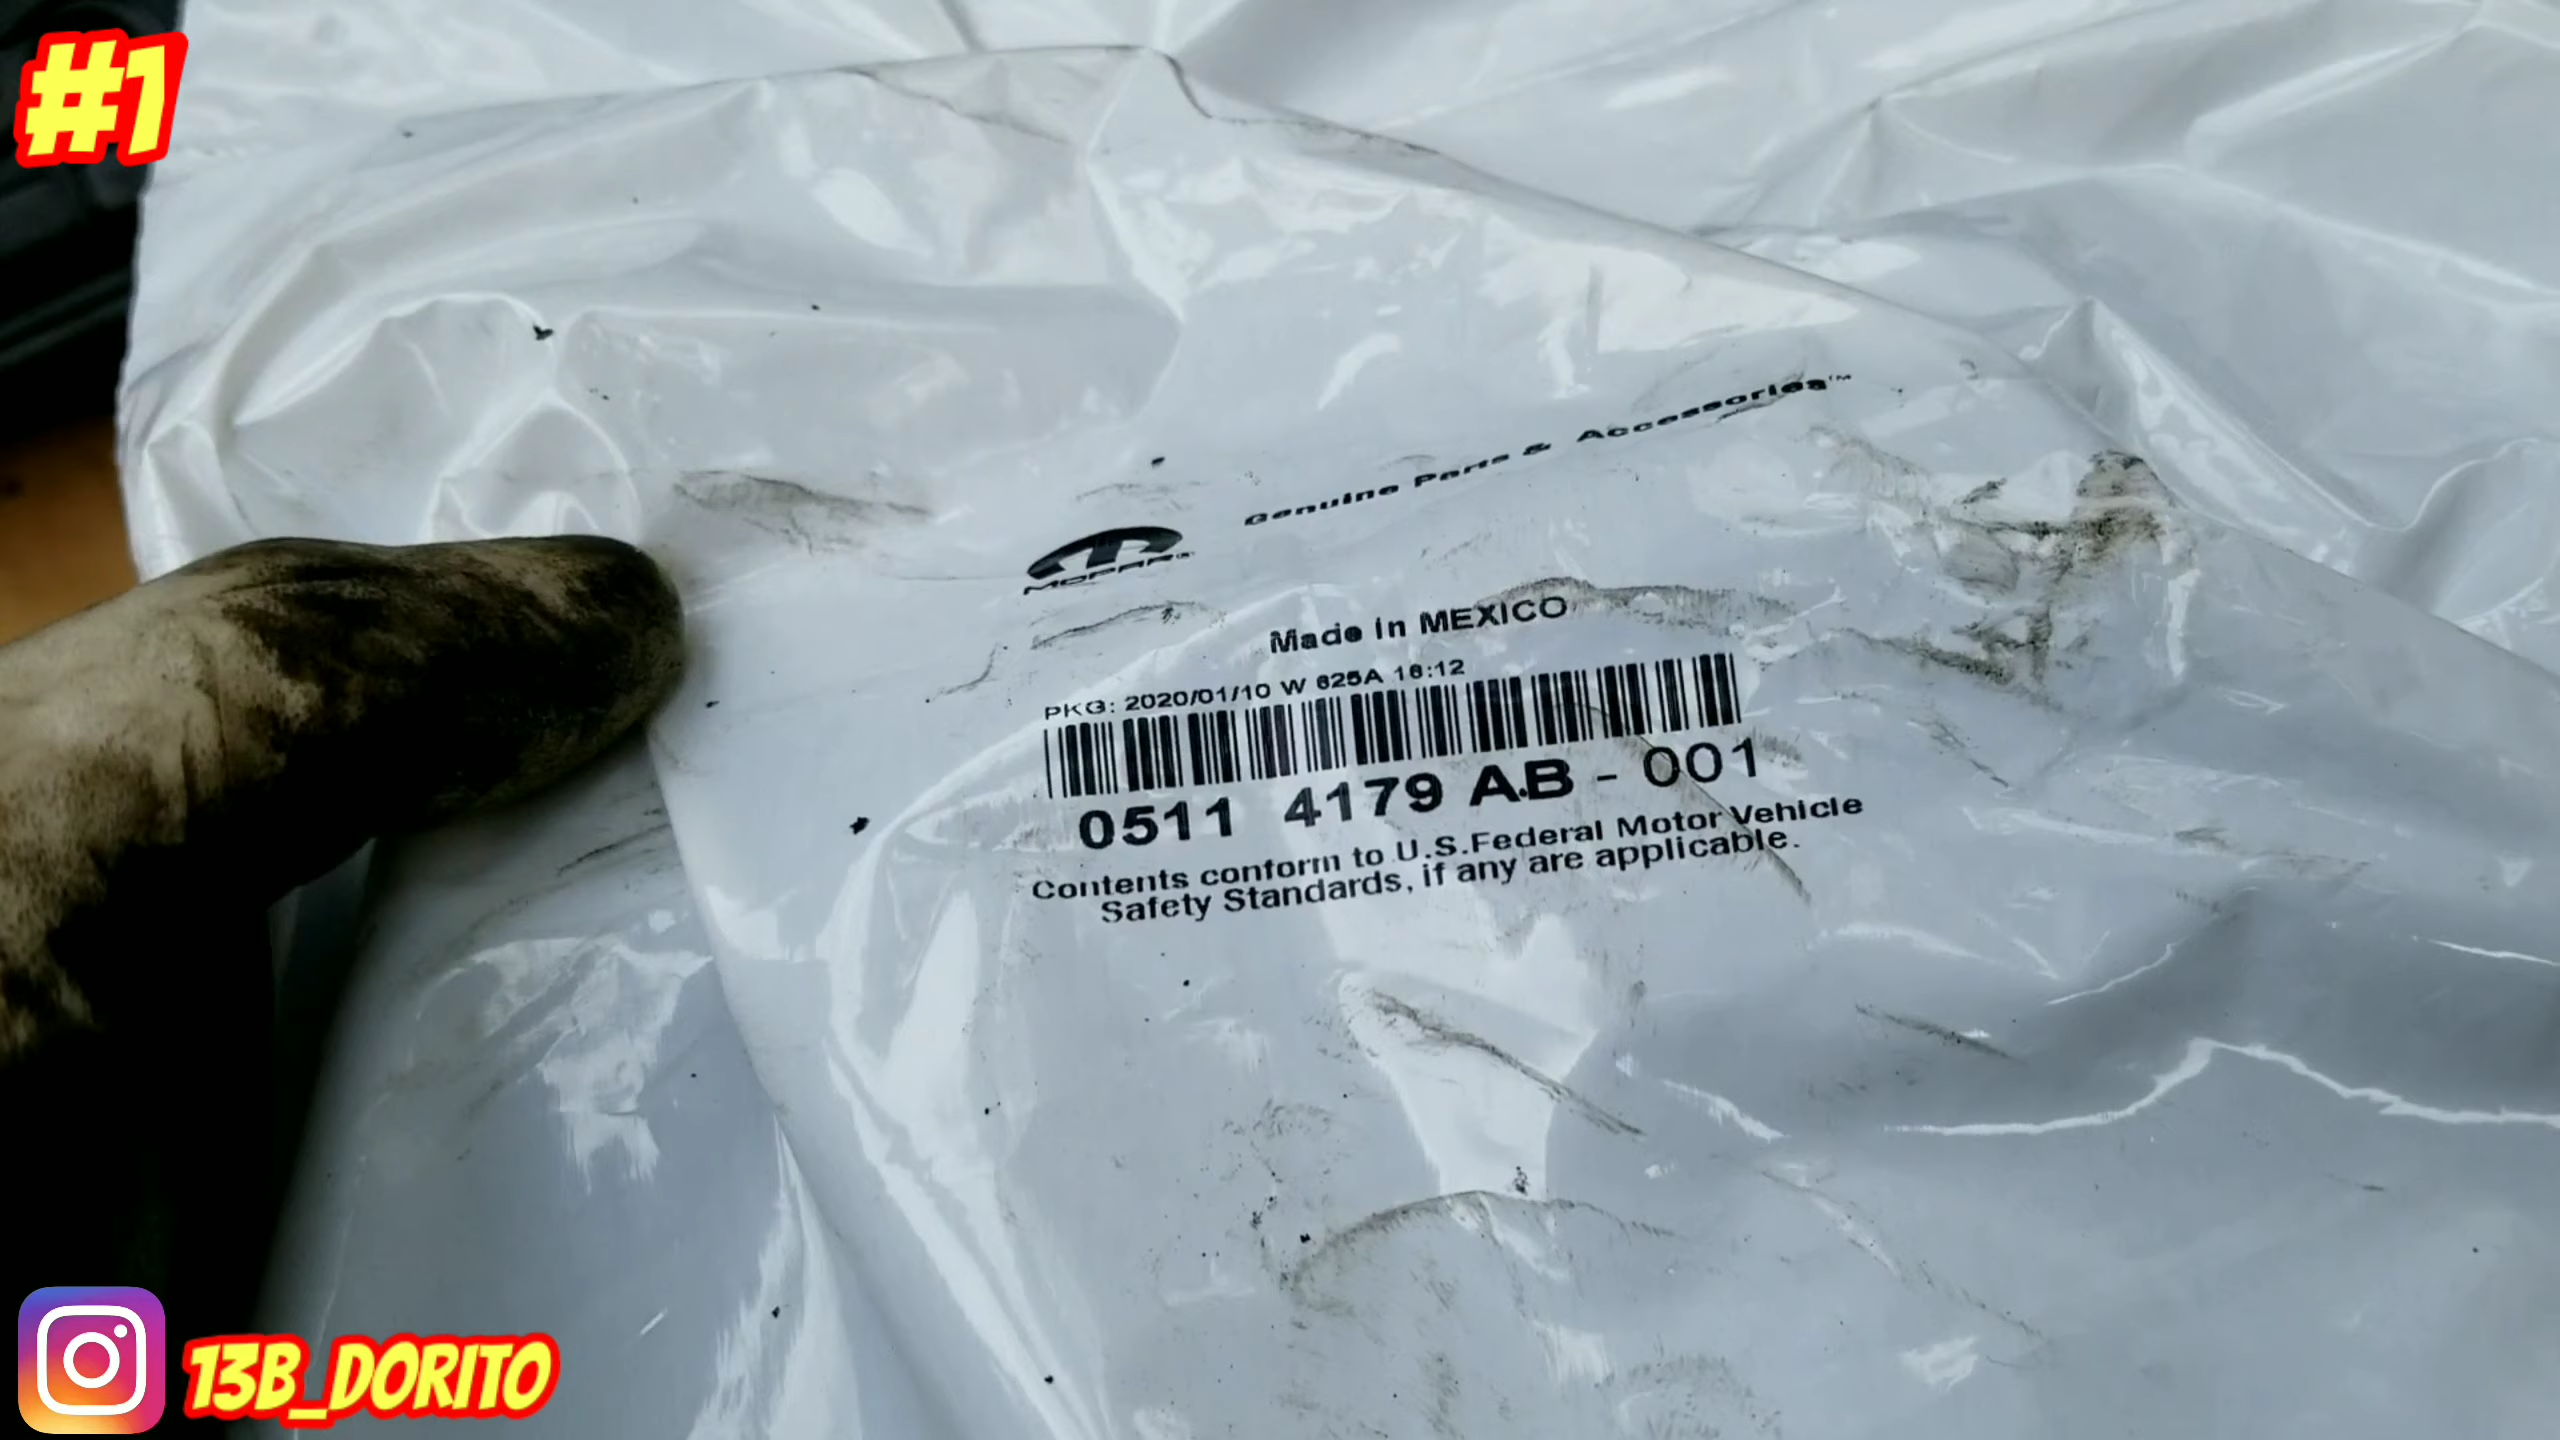 #1
Genuine Parts & Accessories™
MOPAR®
Made in MEXICO
PKG: 2020/01/10 W 625A 16:12
0511 4179 AB - 001
Contents conform to U.S.Federal Motor Vehicle
Safety Standards, if any are applicable.
13B_DORITO